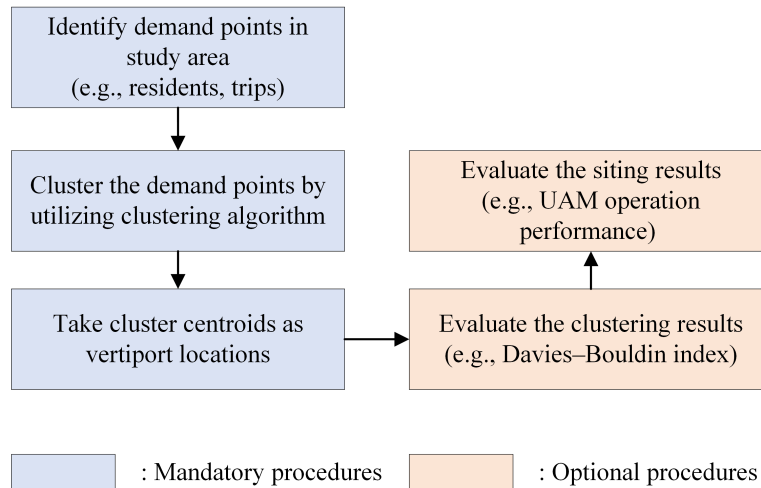 Identify demand points in
study area
(e.g., residents, trips)
Cluster the demand points by
utilizing clustering algorithm
Take cluster centroids as
vertiport locations
Evaluate the siting results
(e.g., UAM operation
performance)
Evaluate the clustering results
(e.g., Davies–Bouldin index)
: Mandatory procedures
: Optional procedures